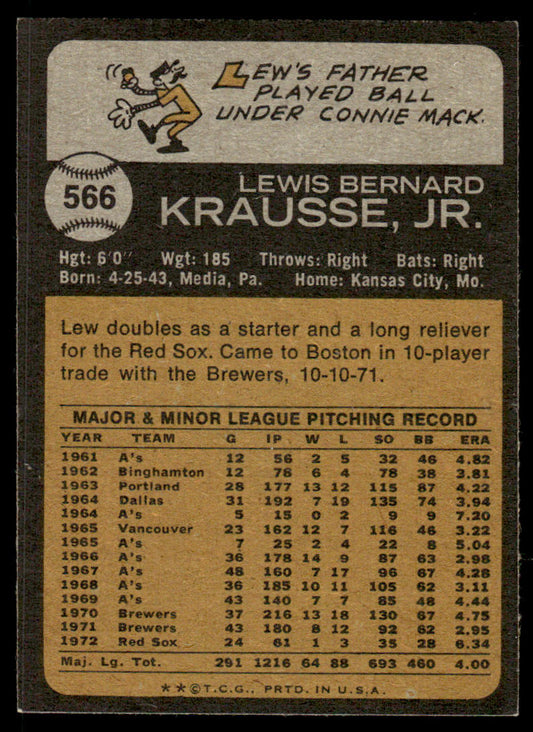 LEW'S FATHER
PLAYED BALL
UNDER CONNIE MACK.
566
LEWIS BERNARD
KRAUSSE, JR.
Hgt: 6'0" Wgt: 185 Throws: Right Bats: Right
Born: 4-25-43, Media, Pa. Home: Kansas City, Mo.
Lew doubles as a starter and a long reliever
for the Red Sox. Came to Boston in 10-player
trade with the Brewers, 10-10-71.
MAJOR & MINOR LEAGUE PITCHING RECORD
YEAR TEAM G IP W L SO BB ERA
1961 A's 12 56 2 5 32 46 4.82
1962 Binghamton 12 78 6 4 78 38 3.81
1963 Portland 28 177 13 12 115 87 4.22
1964 Dallas 31 192 7 19 135 74 3.94
1964 A's 5 15 0 2 9 9 7.20
1965 Vancouver 23 162 12 7 116 46 3.22
1965 A's 7 25 2 4 22 8 5.04
1966 A's 36 178 14 9 87 63 2.98
1967 A's 48 160 7 17 96 67 4.28
1968 A's 36 185 10 11 105 62 3.11
1969 A's 43 140 7 7 85 48 4.44
1970 Brewers 37 216 13 18 130 67 4.75
1971 Brewers 43 180 8 12 92 62 2.95
1972 Red Sox 24 61 1 3 35 28 6.34
Maj. Lg. Tot. 291 1216 64 88 693 460 4.00
**©T.C.G., PRTD. IN U.S.A.